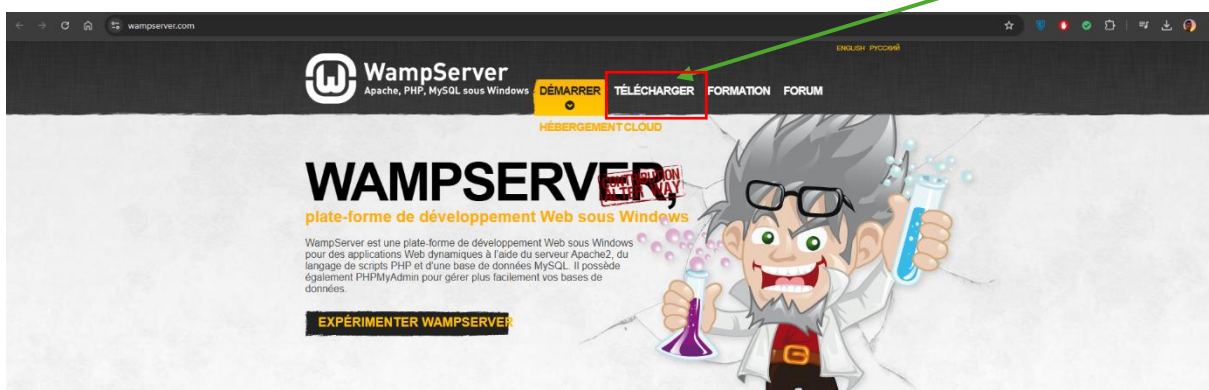 wampserver.com
ENGLISH РУССКИЙ
WampServer
Apache, PHP, MySQL sous Windows
DÉMARRER TÉLÉCHARGER FORMATION FORUM
HÉBERGEMENT CLOUD
WAMPSERVER,
CONTRIBUTION
ALTER WAY
plate-forme de développement Web sous Windows
WampServer est une plate-forme de développement Web sous Windows
pour des applications Web dynamiques à l'aide du serveur Apache2, du
langage de scripts PHP et d'une base de données MySQL. Il possède
également PHPMyAdmin pour gérer plus facilement vos bases de
données.
EXPÉRIMENTER WAMPSERVER